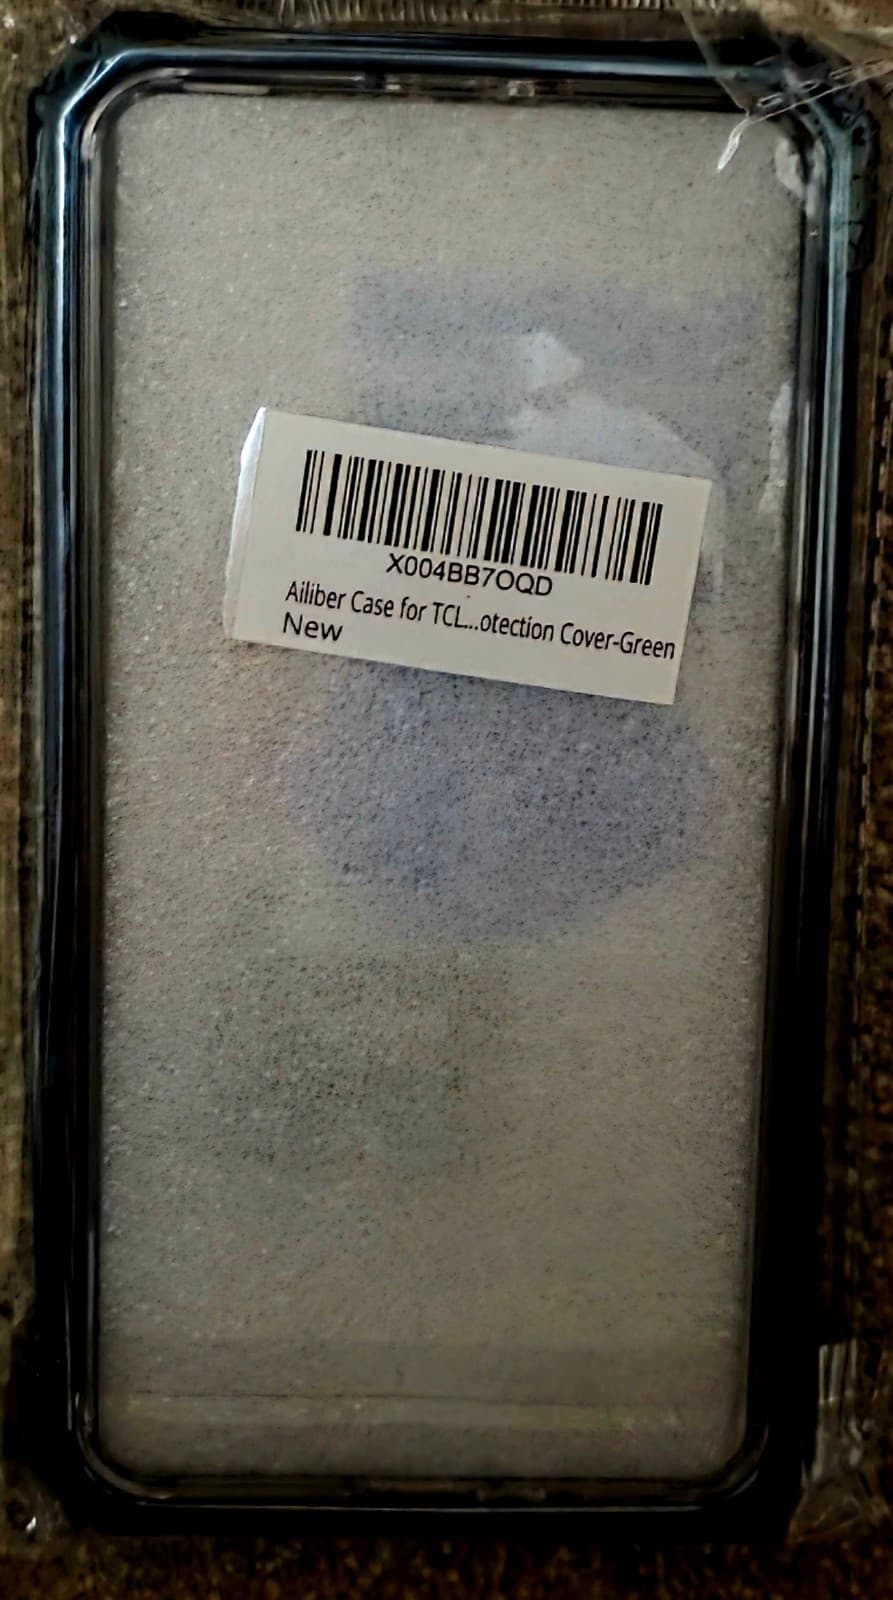 X004BB7OQD
Ailiber Case for TCL...otection Cover-Green
New